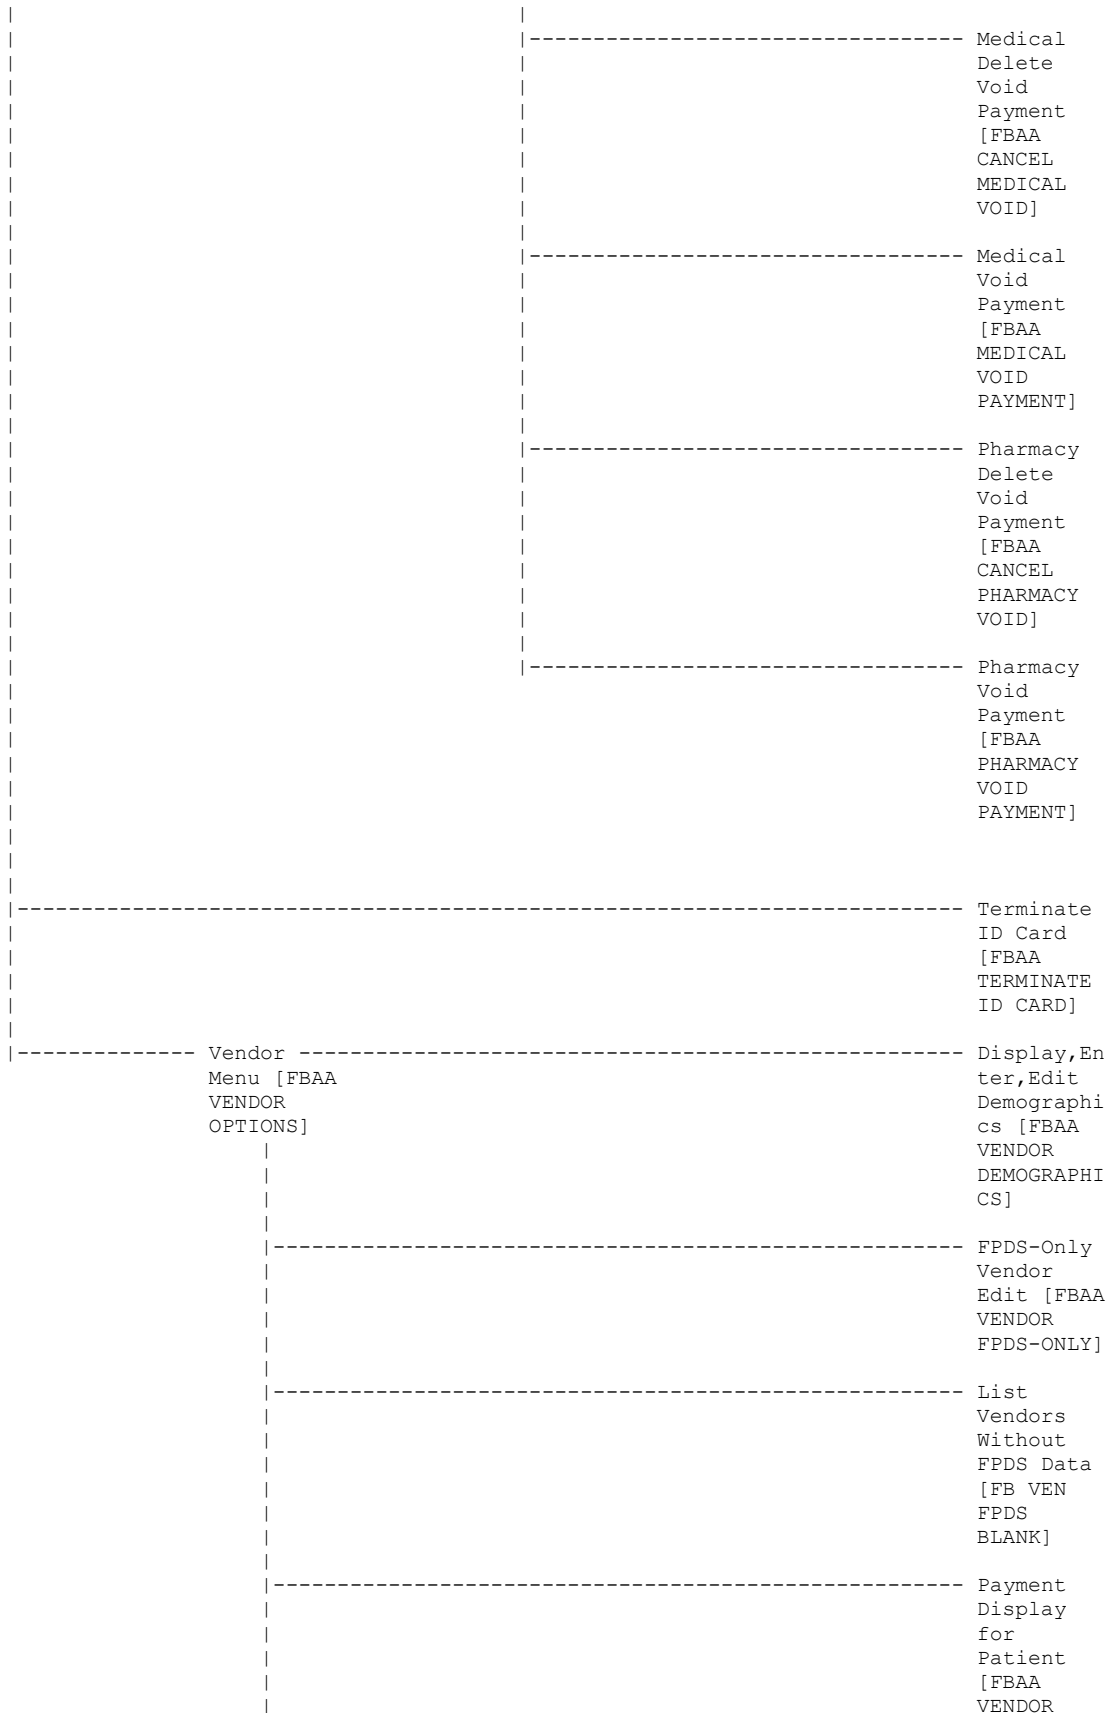 Medical
Delete
Void
Payment
[FBAA
CANCEL
MEDICAL
VOID]
Medical
Void
Payment
[FBAA
MEDICAL
VOID
PAYMENT]
Pharmacy
Delete
Void
Payment
[FBAA
CANCEL
PHARMACY
VOID]
Pharmacy
Void
Payment
[FBAA
PHARMACY
VOID
PAYMENT]
Terminate
ID Card
[FBAA
TERMINATE
ID CARD]
Vendor
Menu [FBAA
VENDOR
OPTIONS]
Display,En
ter,Edit
Demographi
cs [FBAA
VENDOR
DEMOGRAPHI
CS]
FPDS-Only
Vendor
Edit [FBAA
VENDOR
FPDS-ONLY]
List
Vendors
Without
FPDS Data
[FB VEN
FPDS
BLANK]
Payment
Display
for
Patient
[FBAA
VENDOR